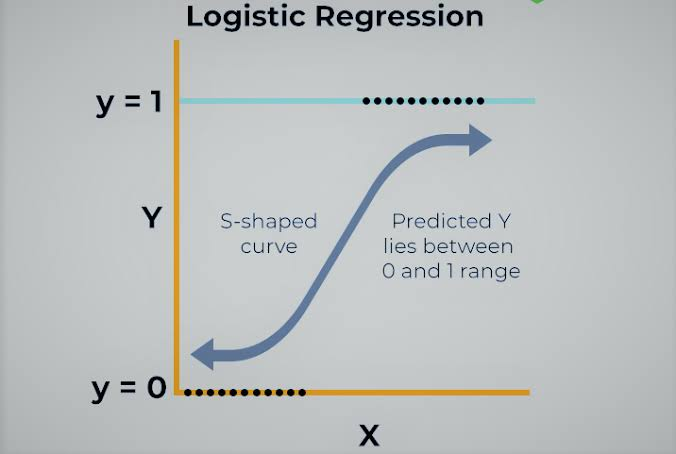 Logistic Regression
y = 1
Y
S-shaped
curve
Predicted Y
lies between
0 and 1 range
y = 0
X